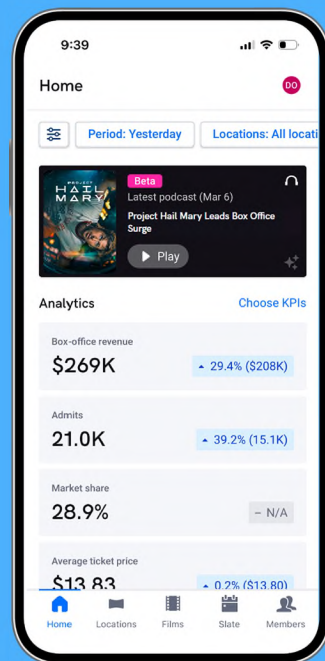 9:39
Home
DO
Period: Yesterday
Locations: All locati
PROJECT
HAIL
MARY
Beta
Latest podcast (Mar 6)
Project Hail Mary Leads Box Office
Surge
Play
Analytics
Choose KPIs
Box-office revenue
$269K
29.4% ($208K)
Admits
21.0K
39.2% (15.1K)
Market share
28.9%
– N/A
Average ticket price
$13.83
0.2% ($13.80)
Home
Locations
Films
Slate
Members